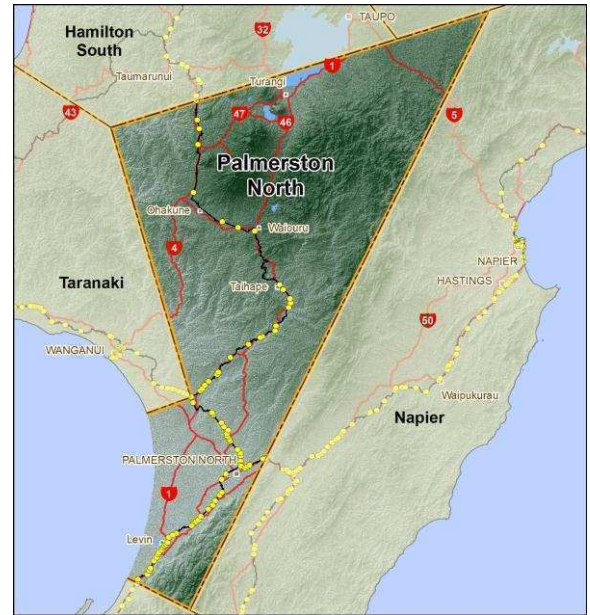 Hamilton
South
TAUPO
32
Taumarunui
1
Turangi
43
47
46
5
Palmerston
North
Ohakune
Waiouru
4
NAPIER
Taranaki
Taihape
HASTINGS
50
WANGANUI
Waipukurau
Napier
PALMERSTON NORTH
1
Levin